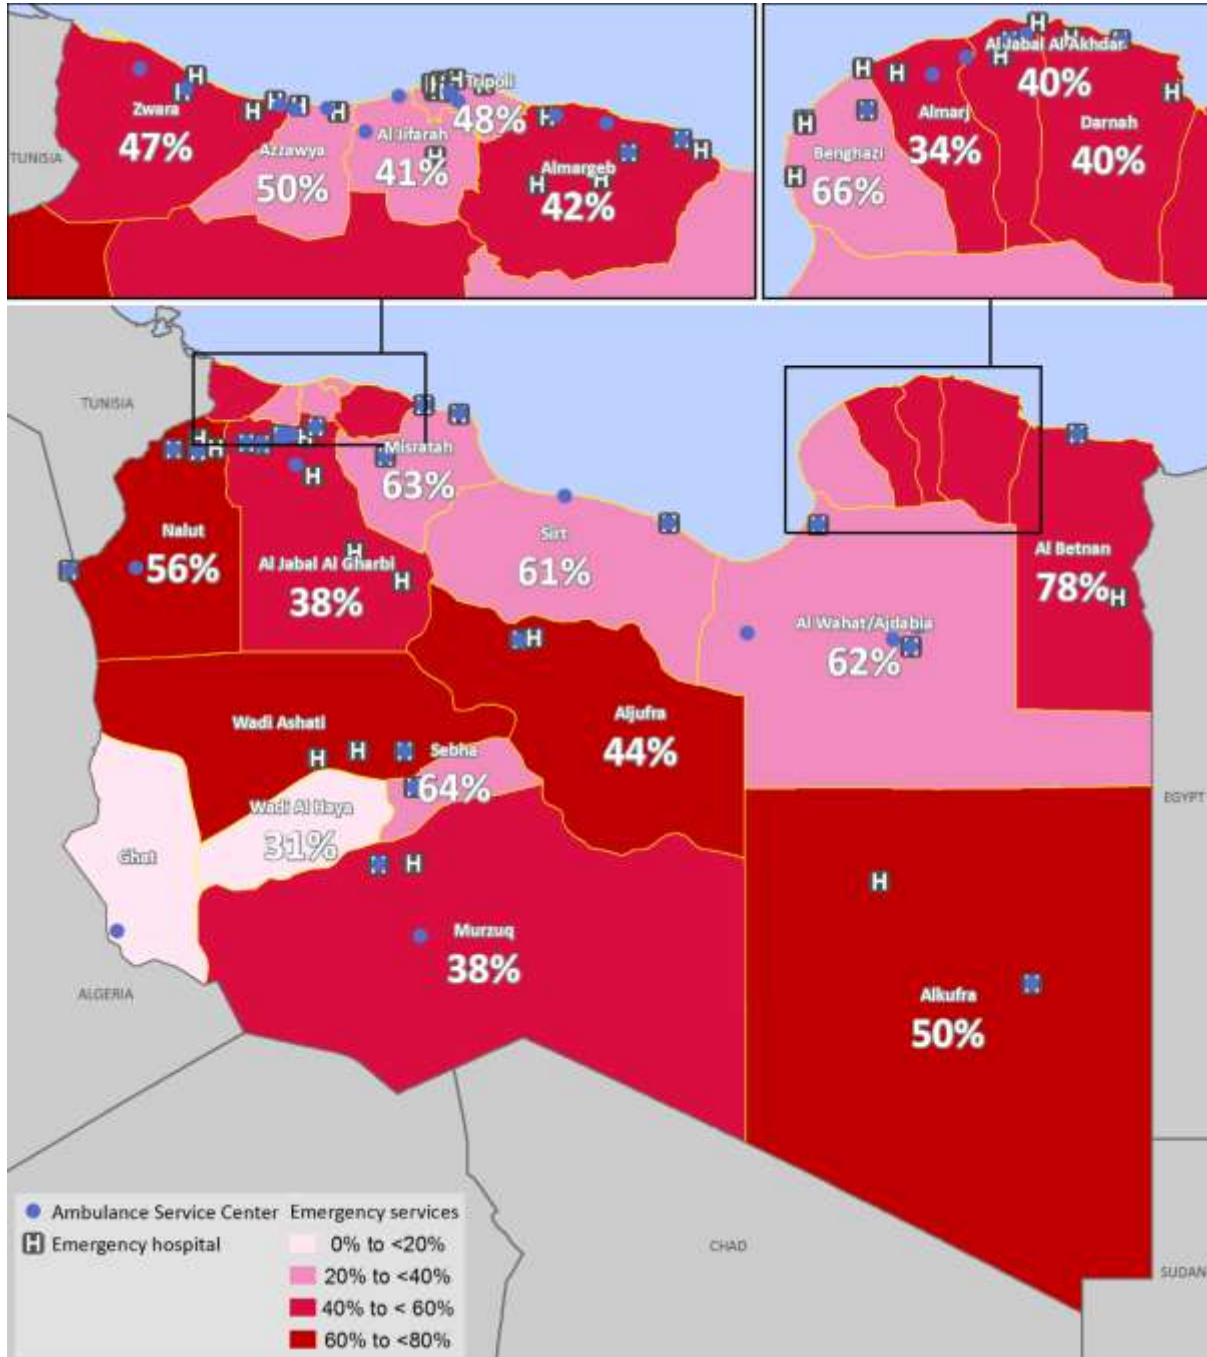 TUNISIA
Zwara
47%
Azzawya
50%
Al Jifarah
41%
Tripoli
48%
Almargeb
42%
Benghazi
66%
Almarj
34%
Al Jabal Al Akhdar
40%
Darnah
40%
TUNISIA
Misratah
63%
Nalut
56%
Al Jabal Al Gharbi
38%
Sirt
61%
Al Betnan
78%
Al Wahat/Ajdabia
62%
Wadi Ashati
Aljufra
44%
Sebha
64%
Wadi Al Haya
31%
Ghat
EGYPT
Murzuq
38%
ALGERIA
Alkufra
50%
CHAD
SUDAN
Ambulance Service Center
H Emergency hospital
Emergency services
0% to <20%
20% to <40%
40% to < 60%
60% to <80%